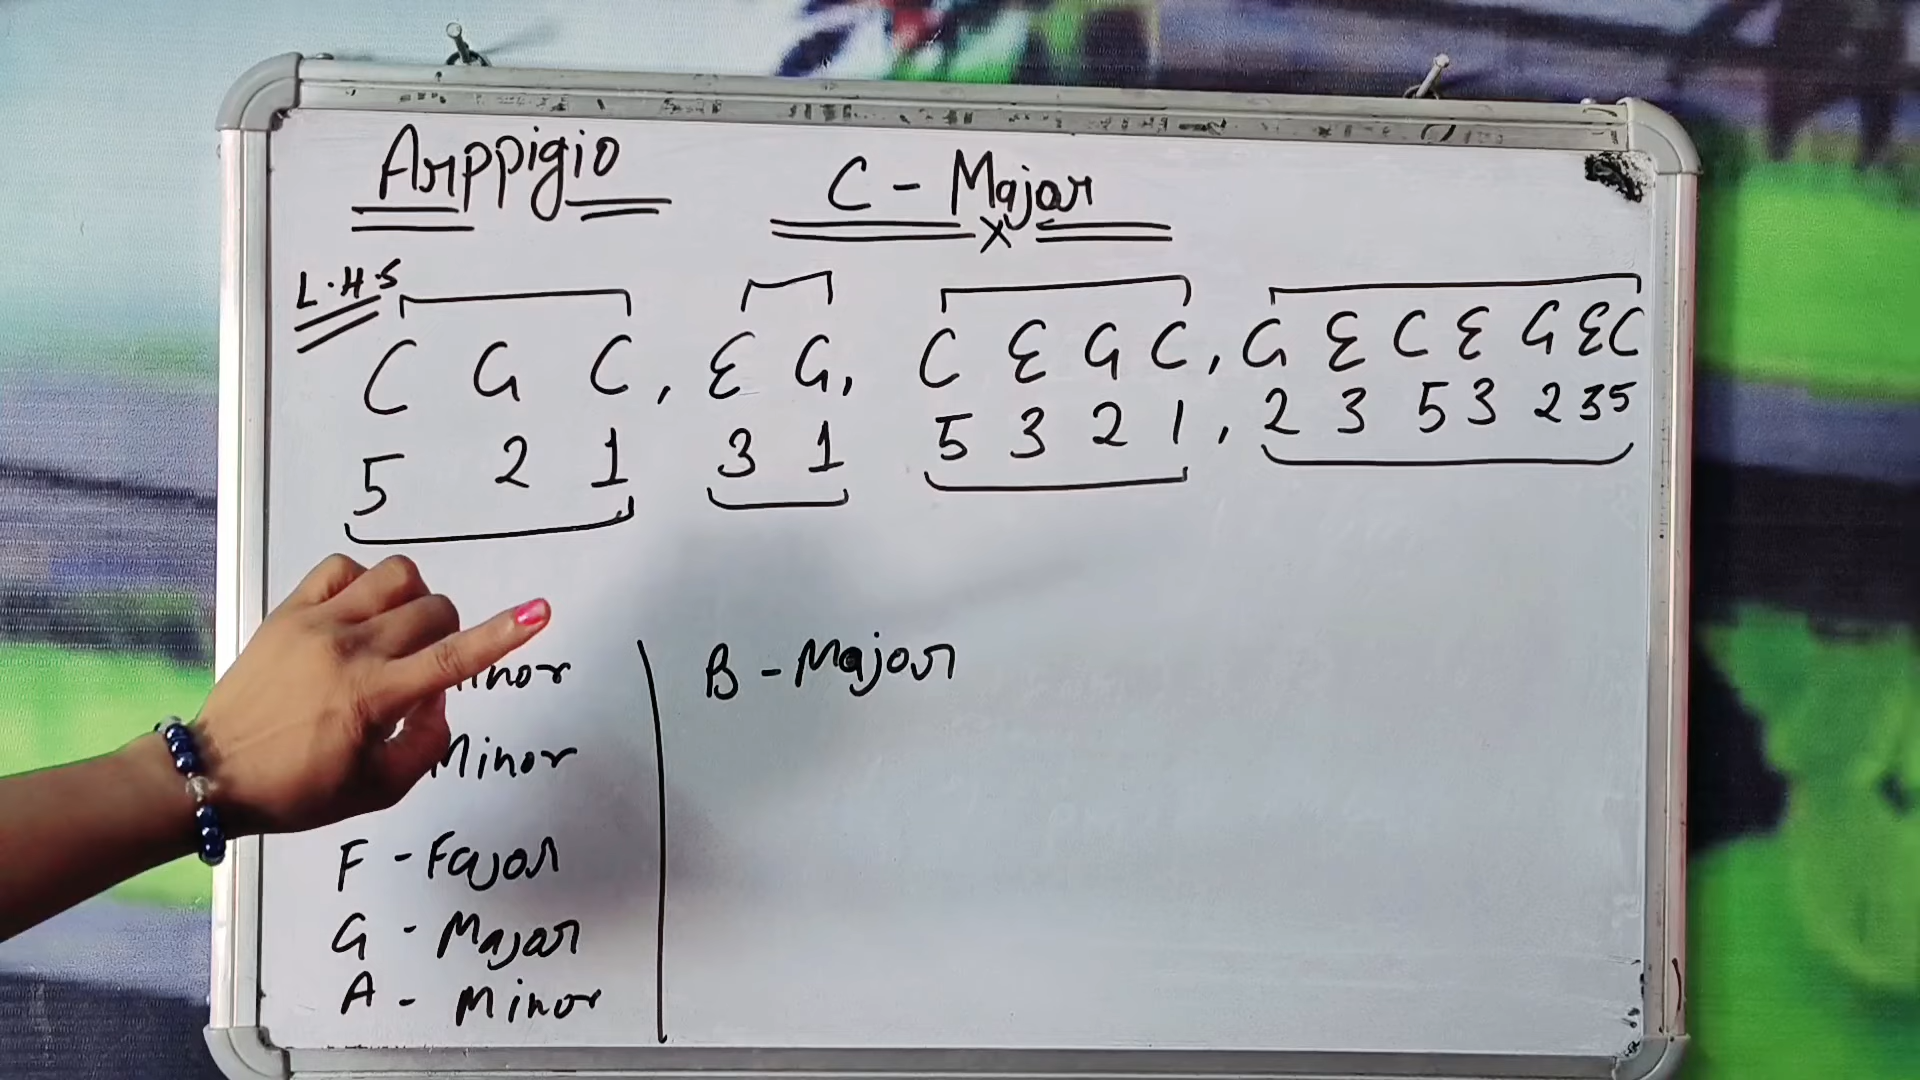 Arppigio C - Major
L.H.S
C G C, E G, C E G C, G E C E G E C
5 2 1 3 1 5 3 2 1, 2 3 5 3 2 3 5
B - Major
Minor
F - Fajor
G - Major
A - Minor